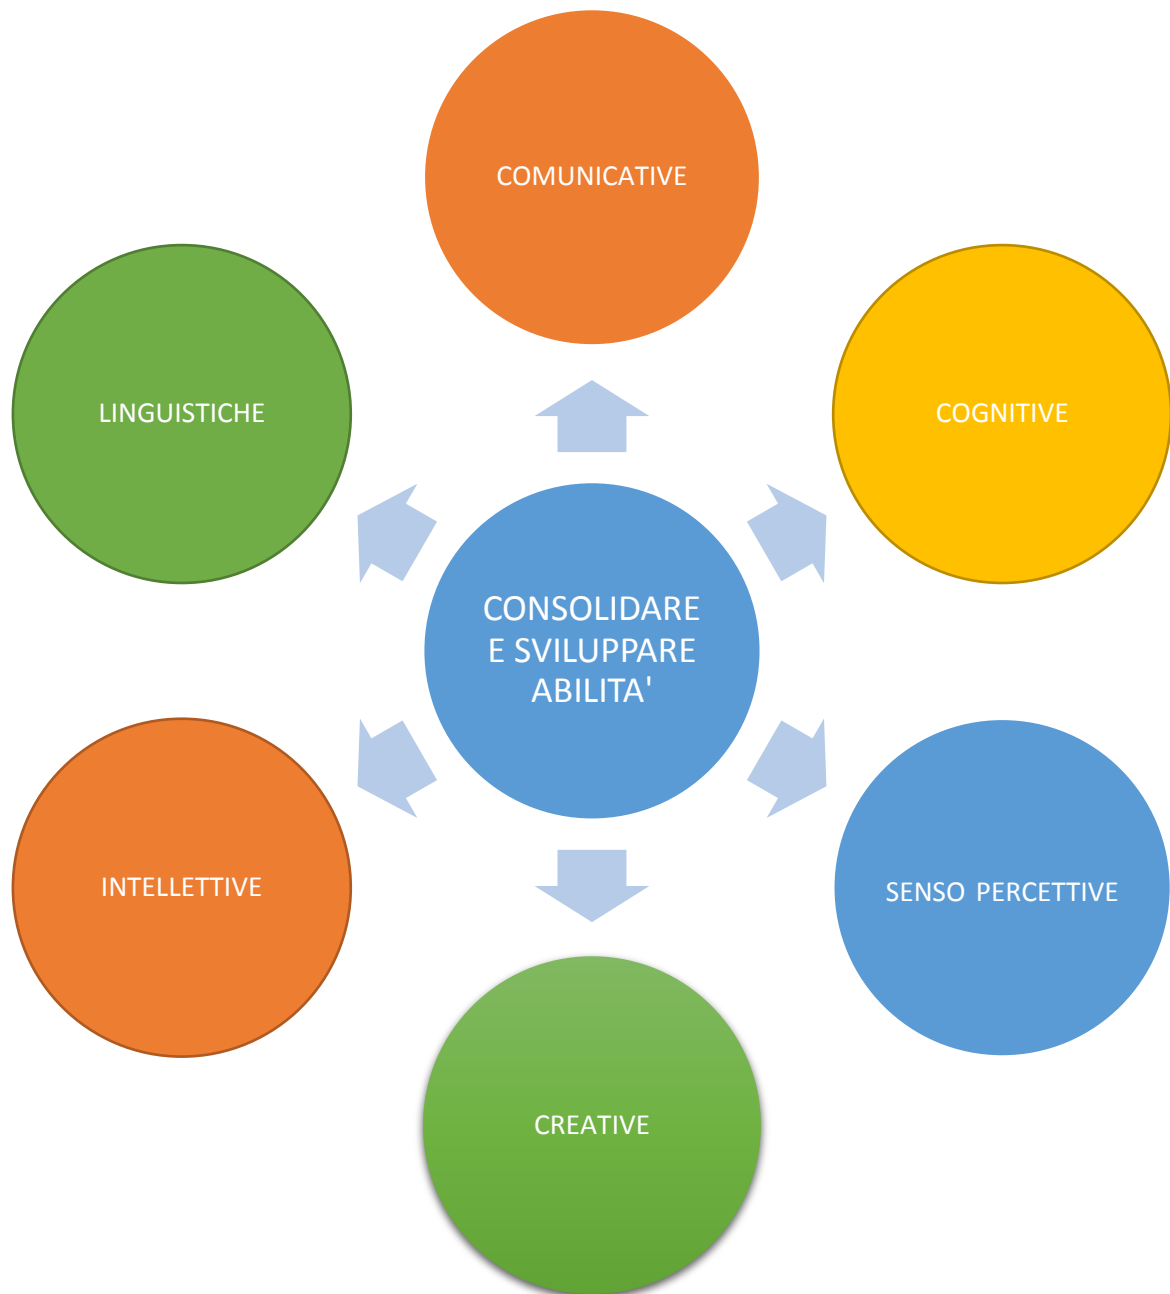 COMUNICATIVE
LINGUISTICHE
COGNITIVE
CONSOLIDARE
E SVILUPPARE
ABILITA'
INTELLETTIVE
SENSO PERCETTIVE
CREATIVE